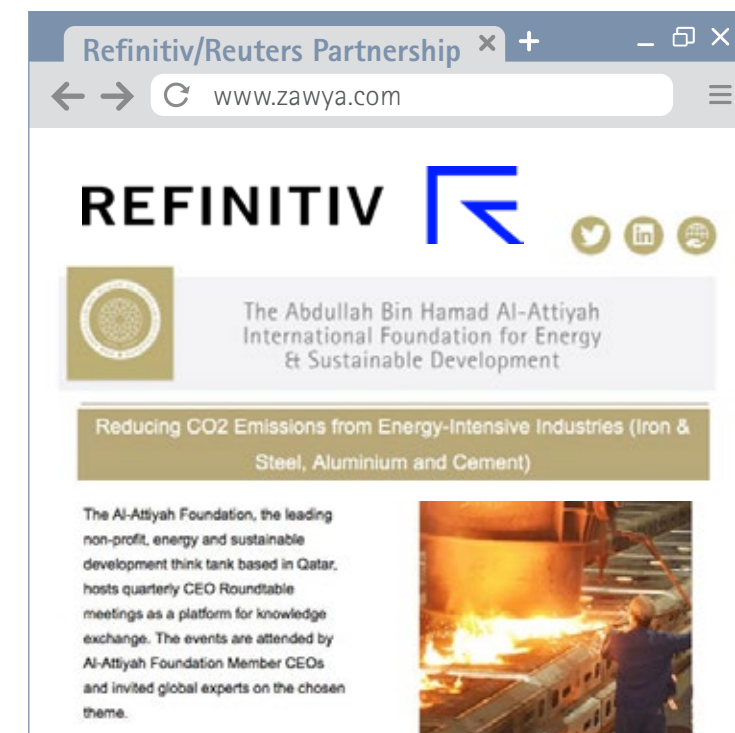 Refinitiv/Reuters Partnership
www.zawya.com
REFINITIV
in
The Abdullah Bin Hamad Al-Attiyah
International Foundation for Energy
& Sustainable Development
Reducing CO2 Emissions from Energy-Intensive Industries (Iron &
Steel, Aluminium and Cement)
The Al-Attiyah Foundation, the leading
non-profit, energy and sustainable
development think tank based in Qatar,
hosts quarterly CEO Roundtable
meetings as a platform for knowledge
exchange. The events are attended by
Al-Attiyah Foundation Member CEOs
and invited global experts on the chosen
theme.